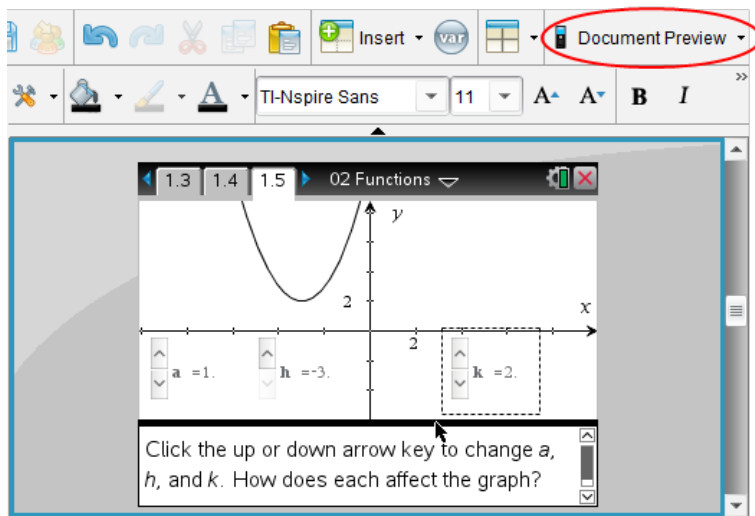 Insert var Document Preview
TI-Nspire Sans 11 A A B I
1.3 1.4 1.5 02 Functions
y
2
x
2
a =1. h =-3. k =2.
Click the up or down arrow key to change a,
h, and k. How does each affect the graph?